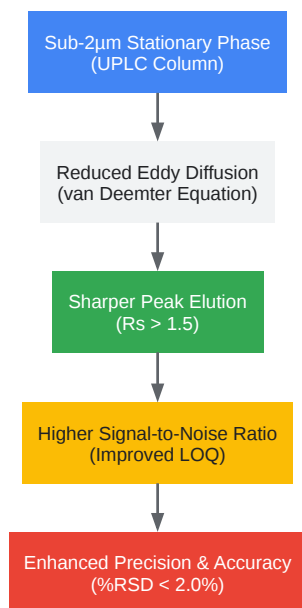 Sub-2µm Stationary Phase
(UPLC Column)
Reduced Eddy Diffusion
(van Deemter Equation)
Sharper Peak Elution
(Rs > 1.5)
Higher Signal-to-Noise Ratio
(Improved LOQ)
Enhanced Precision & Accuracy
(%RSD < 2.0%)